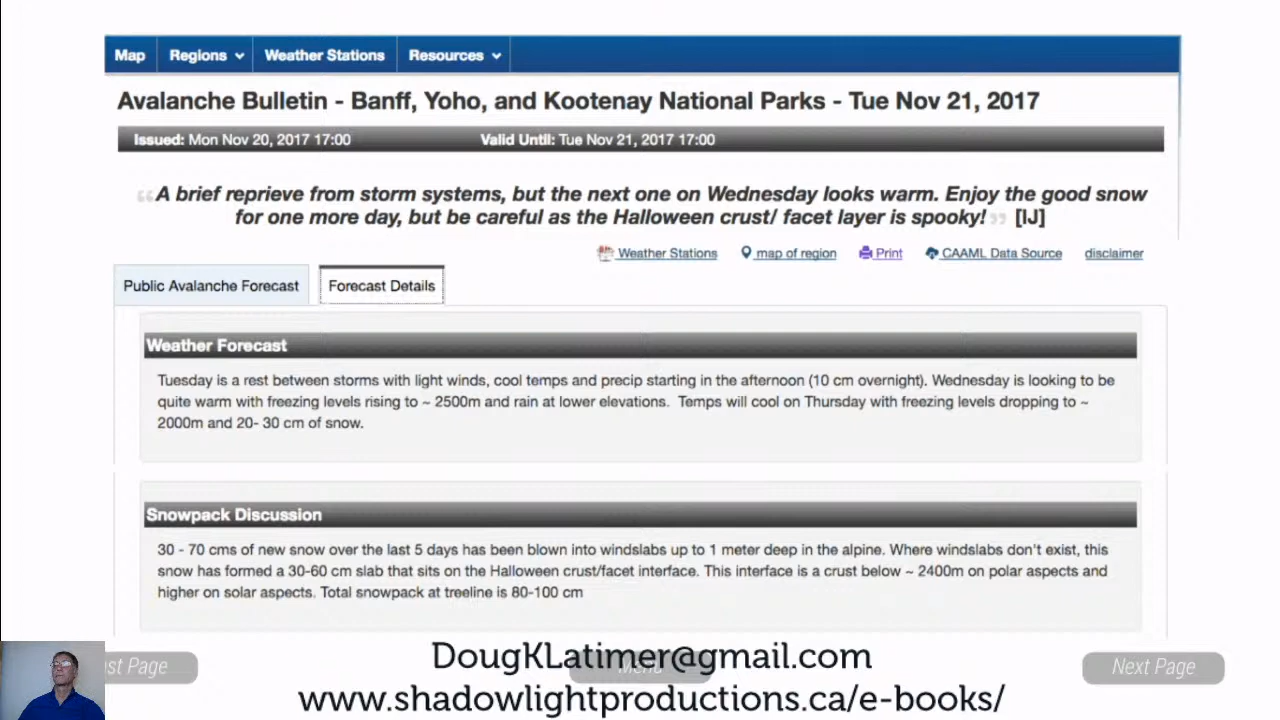 Map Regions Weather Stations Resources
Avalanche Bulletin - Banff, Yoho, and Kootenay National Parks - Tue Nov 21, 2017
Issued: Mon Nov 20, 2017 17:00 Valid Until: Tue Nov 21, 2017 17:00
“A brief reprieve from storm systems, but the next one on Wednesday looks warm. Enjoy the good snow
for one more day, but be careful as the Halloween crust/ facet layer is spooky!” [IJ]
Weather Stations map of region Print CAAML Data Source disclaimer
Public Avalanche Forecast Forecast Details
Weather Forecast
Tuesday is a rest between storms with light winds, cool temps and precip starting in the afternoon (10 cm overnight). Wednesday is looking to be
quite warm with freezing levels rising to ~ 2500m and rain at lower elevations. Temps will cool on Thursday with freezing levels dropping to ~
2000m and 20- 30 cm of snow.
Snowpack Discussion
30 - 70 cms of new snow over the last 5 days has been blown into windslabs up to 1 meter deep in the alpine. Where windslabs don't exist, this
snow has formed a 30-60 cm slab that sits on the Halloween crust/facet interface. This interface is a crust below ~ 2400m on polar aspects and
higher on solar aspects. Total snowpack at treeline is 80-100 cm
DougKLatimer@gmail.com
st Page Menu Next Page
www.shadowlightproductions.ca/e-books/